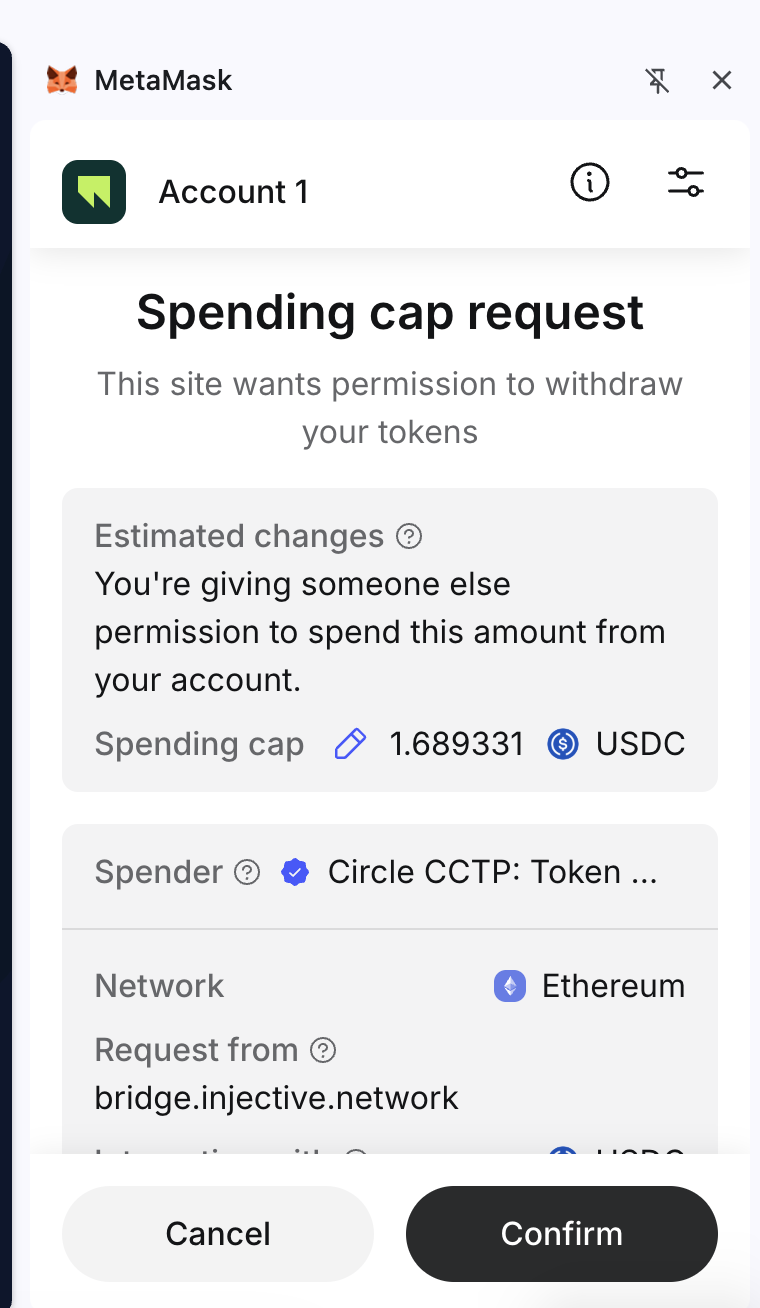 MetaMask
Account 1
Spending cap request
This site wants permission to withdraw
your tokens
Estimated changes
You're giving someone else
permission to spend this amount from
your account.
Spending cap 1.689331 USDC
Spender Circle CCTP: Token ...
Network Ethereum
Request from
bridge.injective.network
USDC
Cancel Confirm